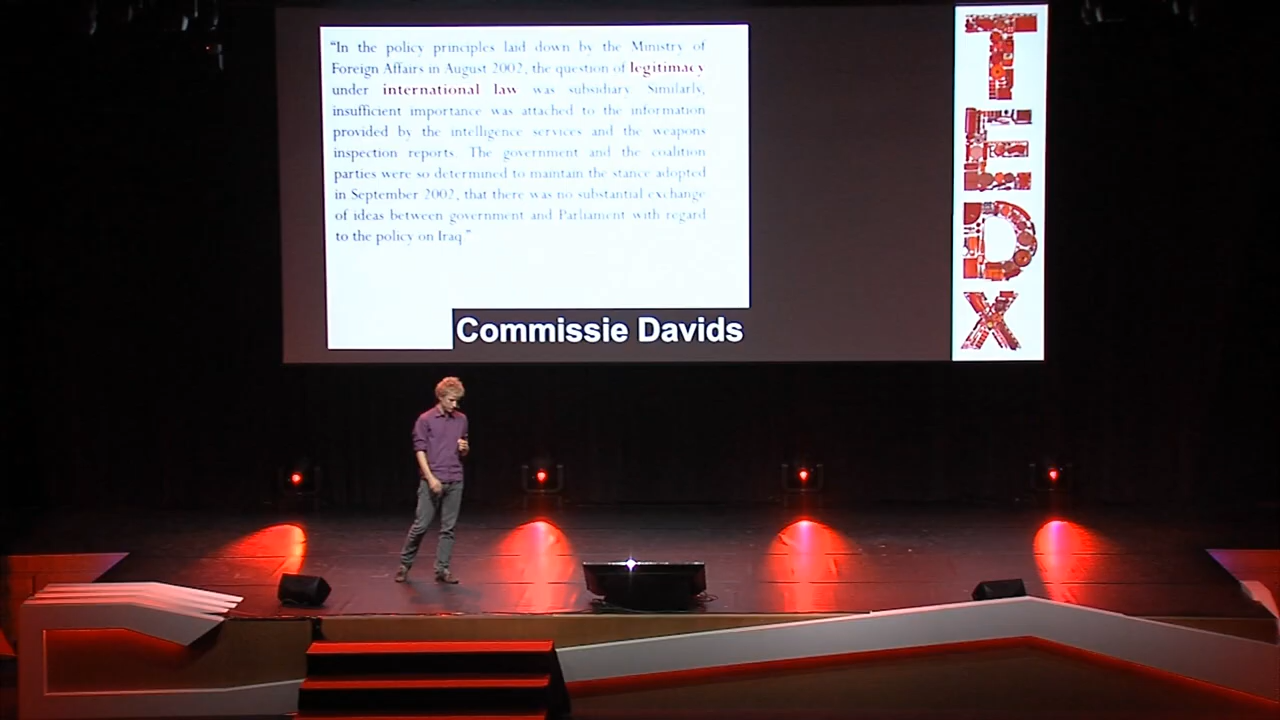 “In the policy principles laid down by the Ministry of
Foreign Affairs in August 2002, the question of legitimacy
under international law was subsidiary. Similarly,
insufficient importance was attached to the information
provided by the intelligence services and the weapons
inspection reports. The government and the coalition
parties were so determined to maintain the stance adopted
in September 2002, that there was no substantial exchange
of ideas between government and Parliament with regard
to the policy on Iraq.”
Commissie Davids
TEDX